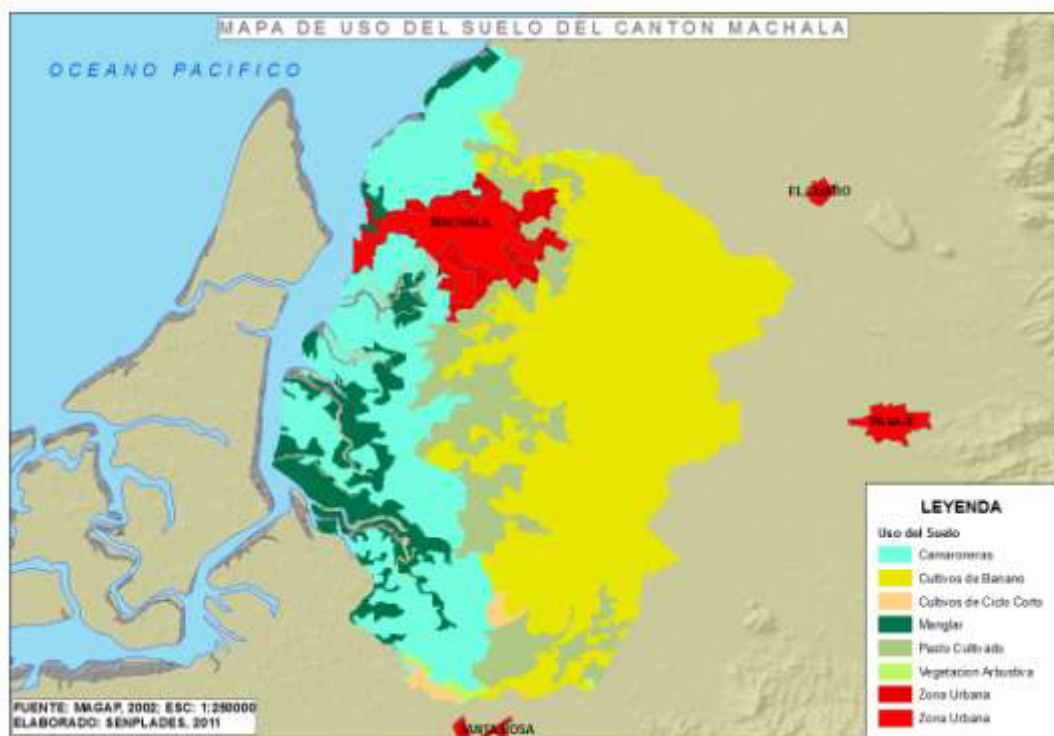 MAPA DE USO DEL SUELO DEL CANTON MACHALA
OCEANO PACIFICO
EL GUABO
MACHALA
PASAJE
LEYENDA
Uso del Suelo
Camaroneras
Cultivos de Banano
Cultivos de Ciclo Corto
Manglar
Pasto Cultivado
Vegetacion Arbustiva
Zona Urbana
Zona Urbana
FUENTE: MAGAP, 2002; ESC: 1:250000
ELABORADO: SENPLADES, 2011
SANTA ROSA